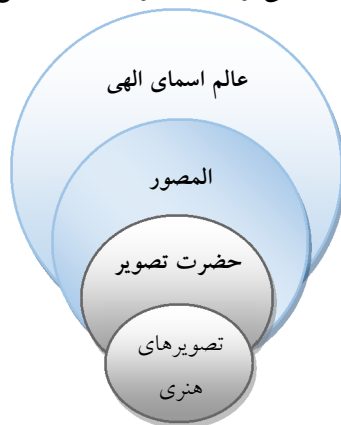 عالم اسمای الهی
المصور
حضرت تصویر
تصویرهای
هنری